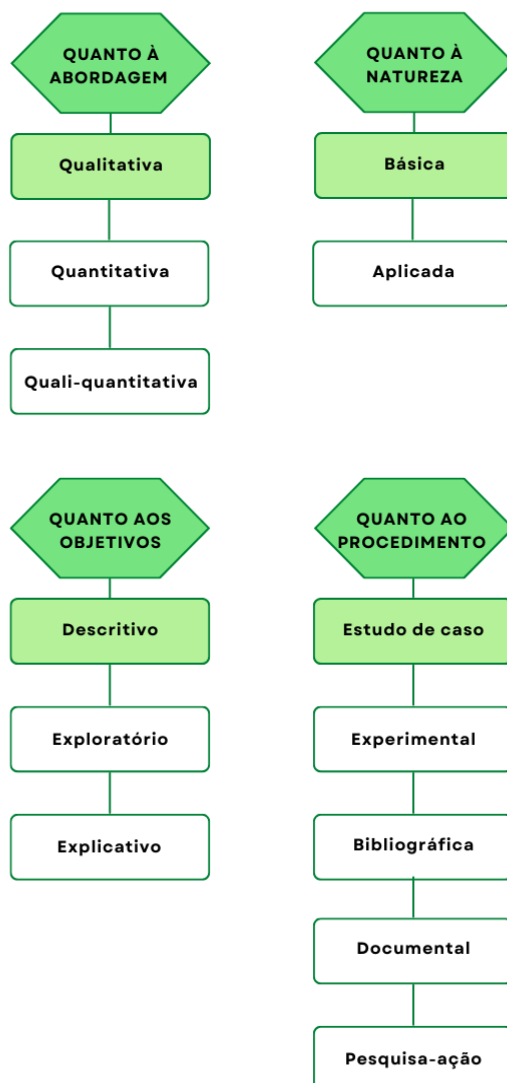 QUANTO À
ABORDAGEM
Qualitativa
Quantitativa
Quali-quantitativa
QUANTO À
NATUREZA
Básica
Aplicada
QUANTO AOS
OBJETIVOS
Descritivo
Exploratório
Explicativo
QUANTO AO
PROCEDIMENTO
Estudo de caso
Experimental
Bibliográfica
Documental
Pesquisa-ação